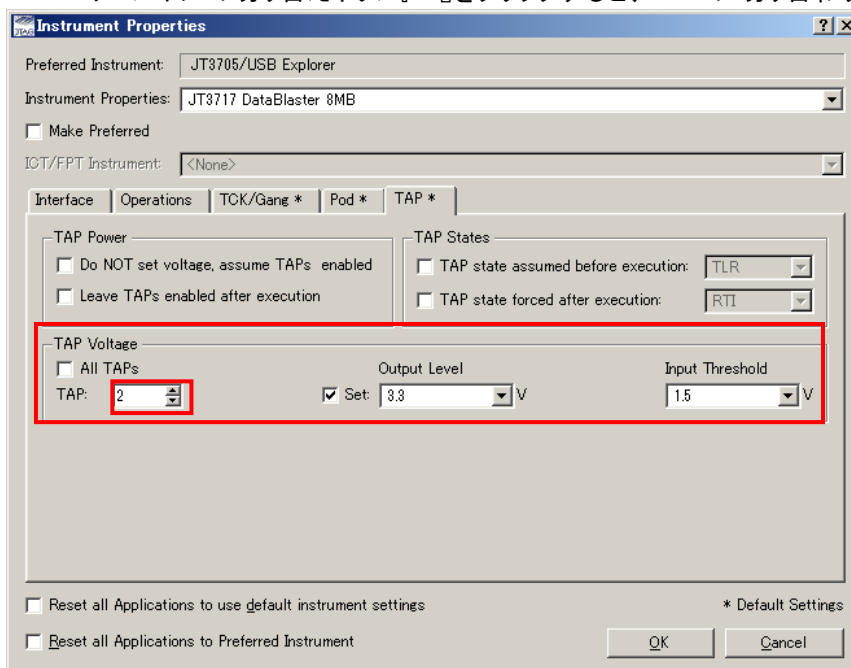 Instrument Properties
JTAG
Preferred Instrument: JT3705/USB Explorer
Instrument Properties: JT3717 DataBlaster 8MB
Make Preferred
ICT/FPT Instrument: <None>
Interface Operations TCK/Gang * Pod * TAP *
TAP Power
Do NOT set voltage, assume TAPs enabled
Leave TAPs enabled after execution
TAP States
TAP state assumed before execution: TLR
TAP state forced after execution: RTI
TAP Voltage
All TAPs Output Level Input Threshold
TAP: 2 Set: 3.3 V 1.5 V
Reset all Applications to use default instrument settings * Default Settings
Reset all Applications to Preferred Instrument OK Cancel